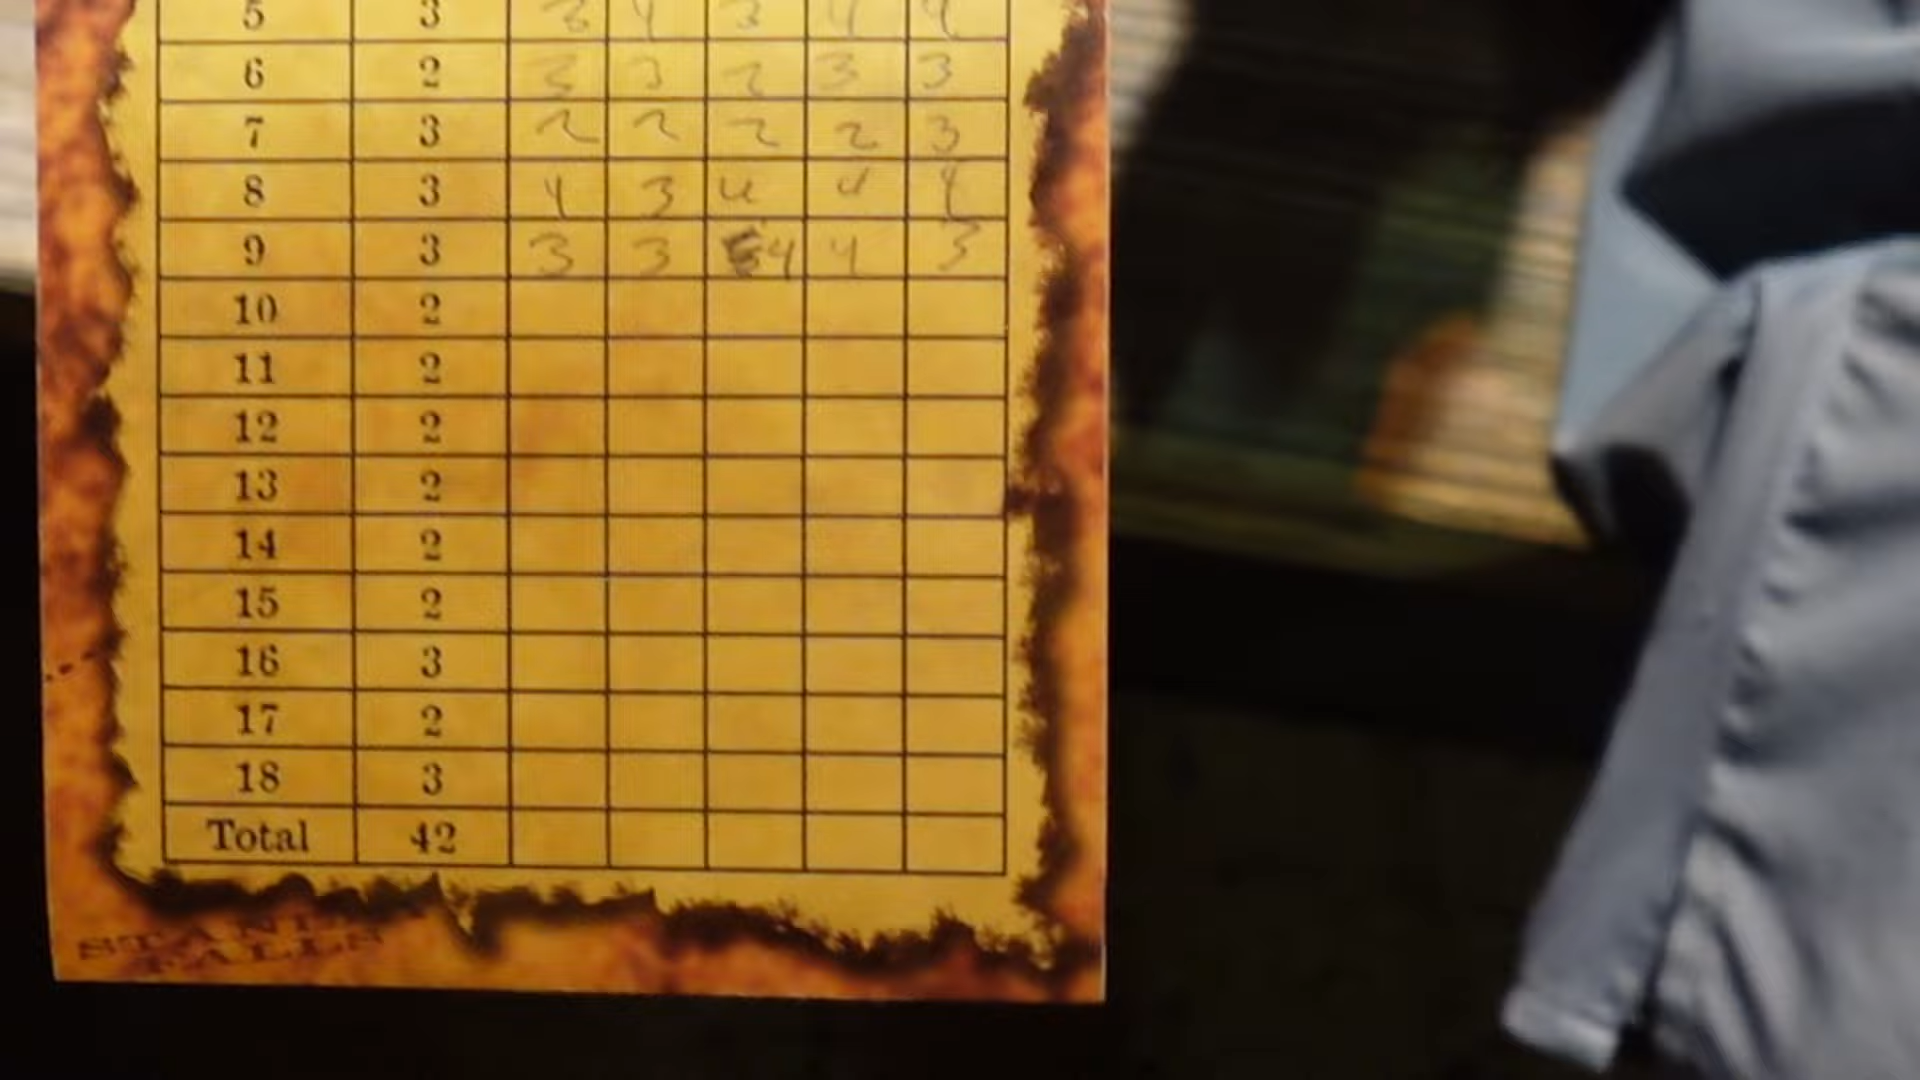 5 3 3 4 3 4 4
6 2 3 3 2 3 3
7 3 2 2 2 2 3
8 3 4 3 4 4 4
9 3 3 3 4 4 3
10 2
11 2
12 2
13 2
14 2
15 2
16 3
17 2
18 3
Total 42
FALLS